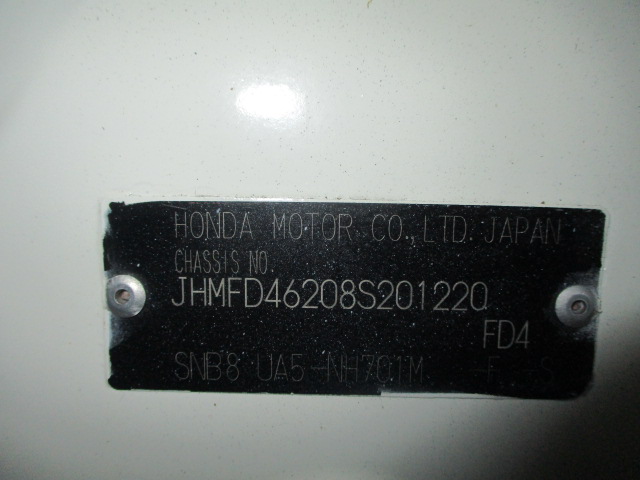 HONDA MOTOR CO.,LTD. JAPAN
CHASSIS NO.
JHMFD46208S201220
FD4
SNB8 UA5-NH701M F S